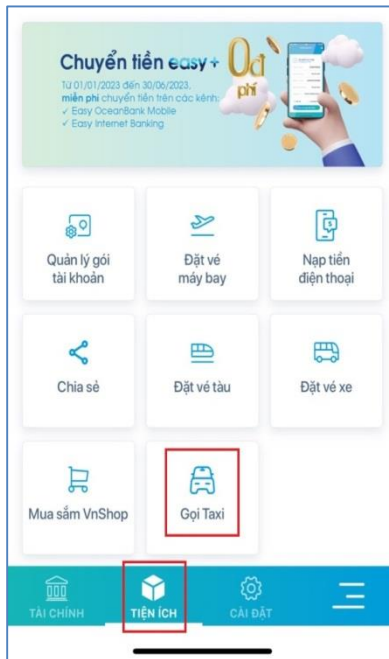 Chuyển tiền easy+ 0đ
phí
Từ 01/01/2023 đến 30/06/2023,
miễn phí chuyển tiền trên các kênh:
✓ Easy OceanBank Mobile
✓ Easy Internet Banking
Quản lý gói
tài khoản
Đặt vé
máy bay
Nạp tiền
điện thoại
Chia sẻ
Đặt vé tàu
Đặt vé xe
Mua sắm VnShop
Gọi Taxi
TÀI CHÍNH
TIỆN ÍCH
CÀI ĐẶT